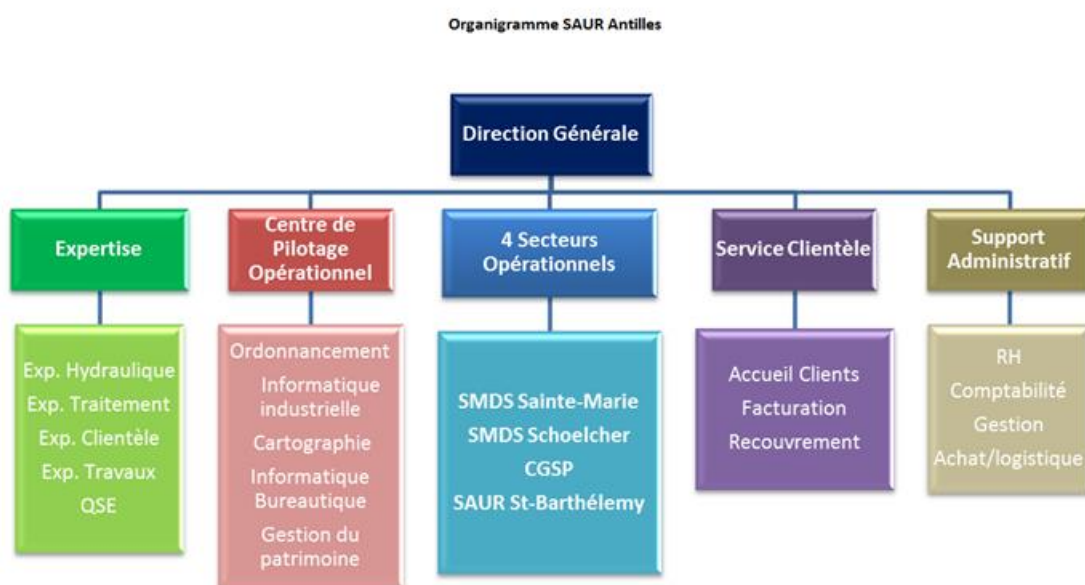 Organigramme SAUR Antilles
Direction Générale
Expertise
Centre de
Pilotage
Opérationnel
4 Secteurs
Opérationnels
Service Clientèle
Support
Administratif
Exp. Hydraulique
Exp. Traitement
Exp. Clientèle
Exp. Travaux
QSE
Ordonnancement
Informatique
industrielle
Cartographie
Informatique
Bureautique
Gestion du
patrimoine
SMDS Sainte-Marie
SMDS Schoelcher
CGSP
SAUR St-Barthélemy
Accueil Clients
Facturation
Recouvrement
RH
Comptabilité
Gestion
Achat/logistique